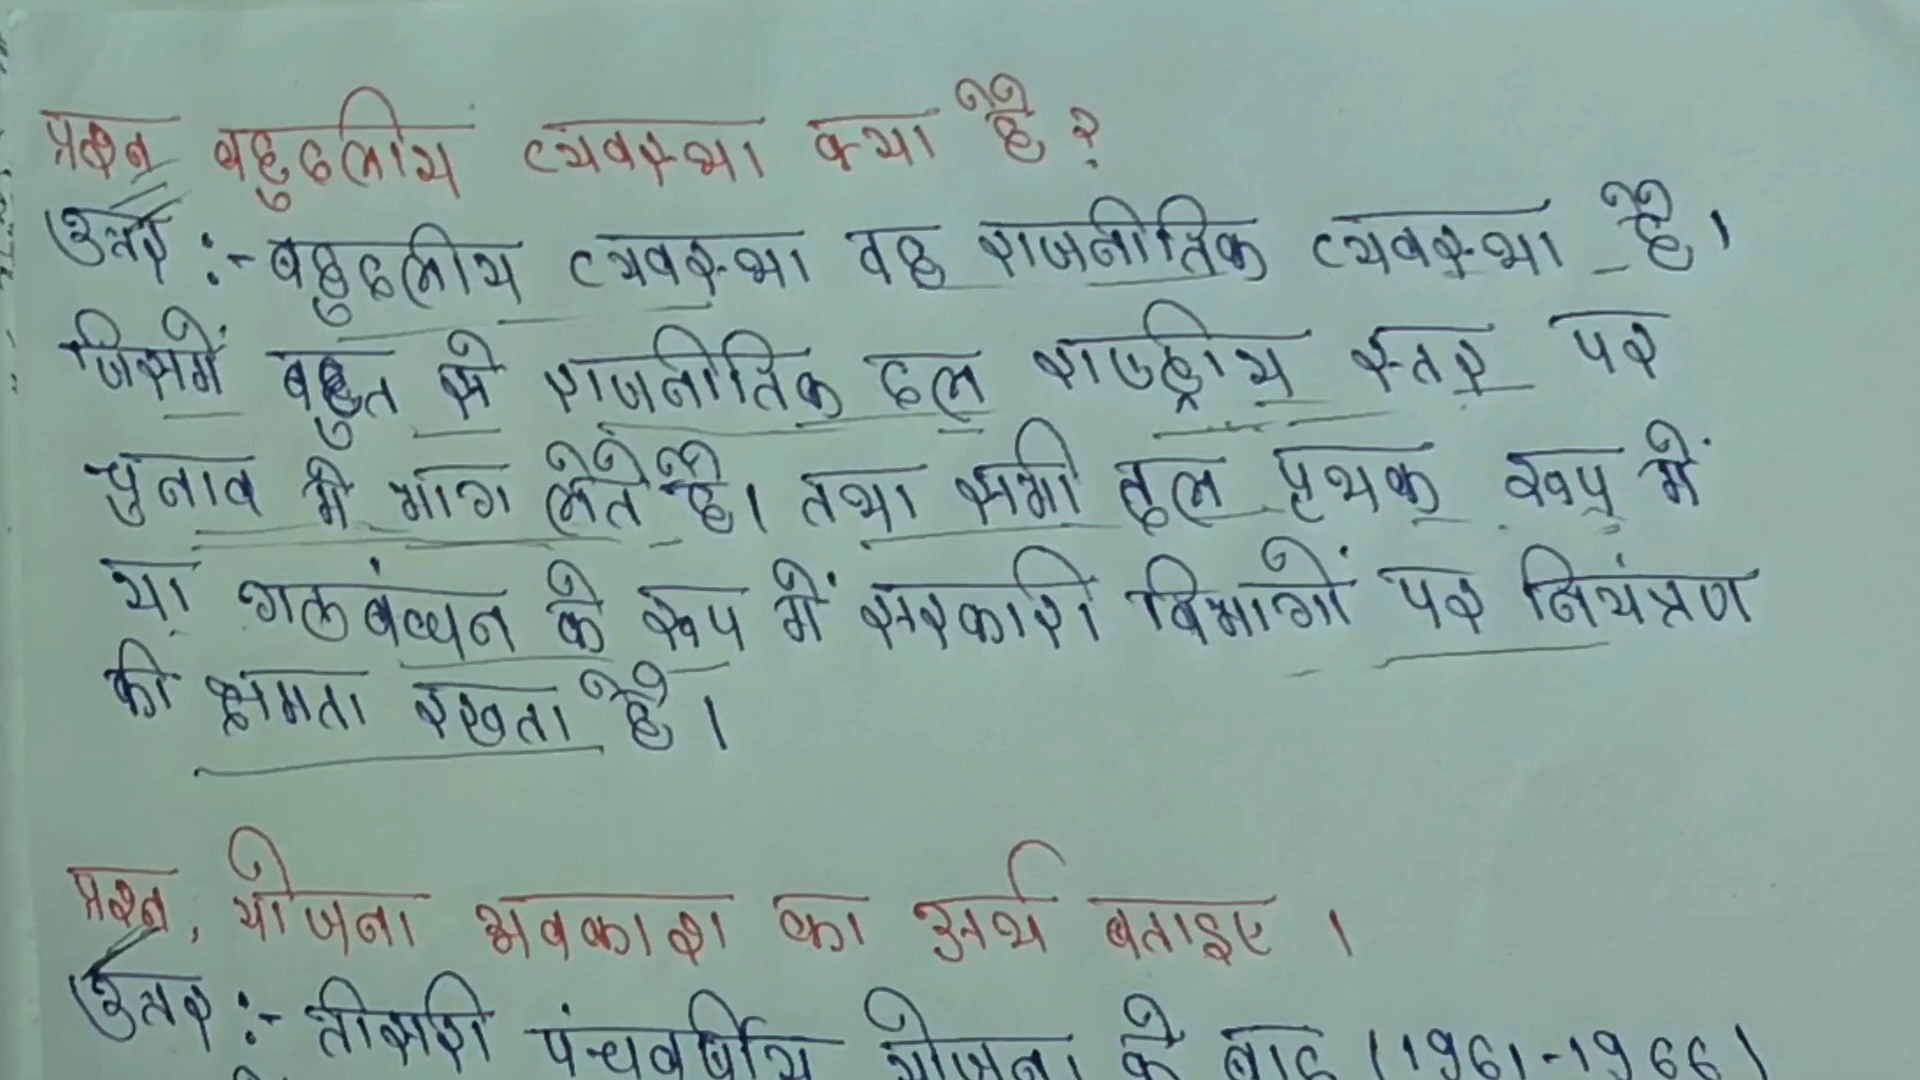 प्रश्न बहुदलीय व्यवस्था क्या है ?
उत्तर :- बहुदलीय व्यवस्था वह राजनीतिक व्यवस्था है।
जिसमें बहुत से राजनीतिक दल राष्ट्रीय स्तर पर
चुनाव में भाग लेते है। तथा सभी दल पृथक रूप में
या गठबंधन के रूप में सरकारी विभागों पर नियंत्रण
की क्षमता रखता है।
प्रश्न, योजना अवकाश का अर्थ बताइए ।
उत्तर :- तीसरी पंचवर्षीय योजना के बाद (1961-1966)